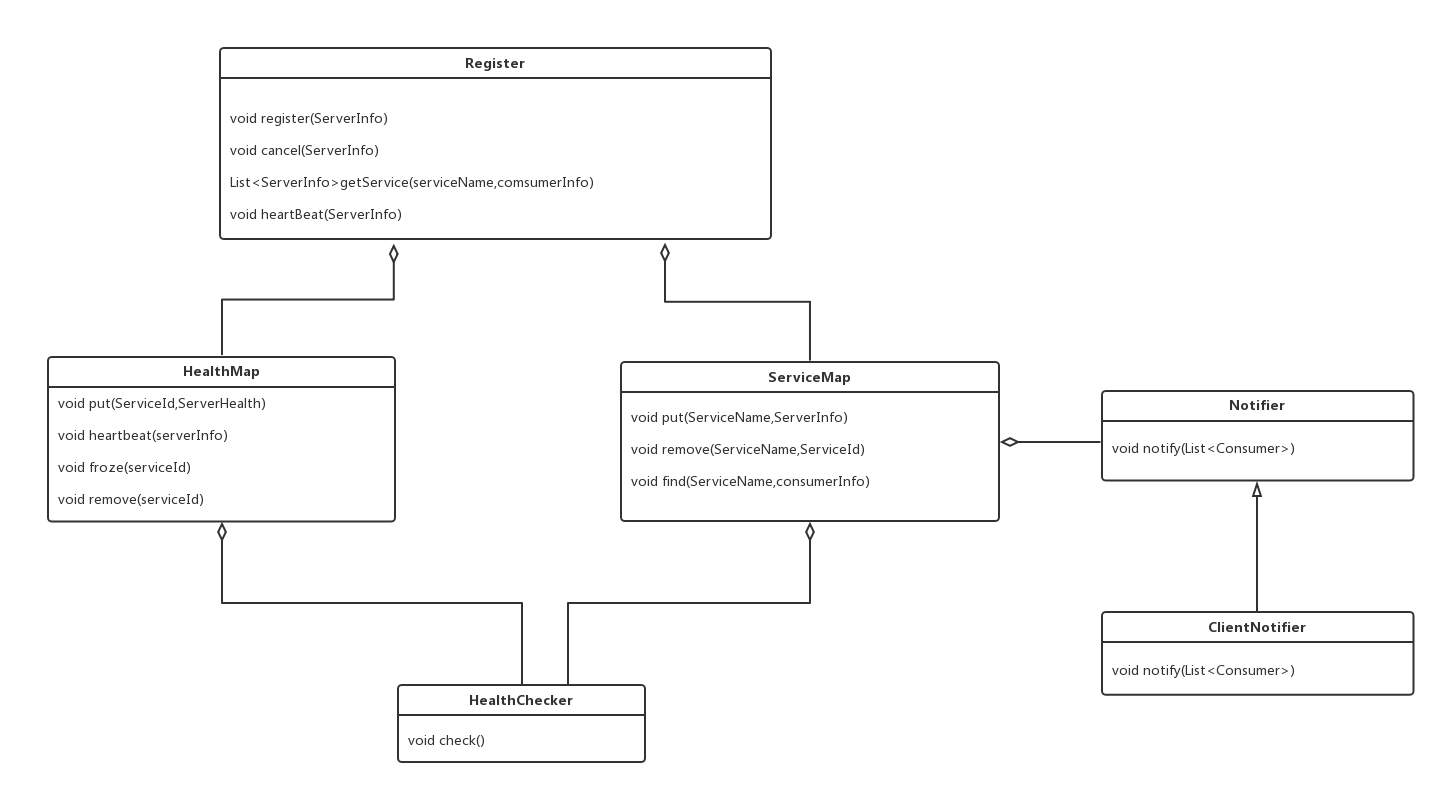 Register
void register(ServerInfo)
void cancel(ServerInfo)
List<ServerInfo>getService(serviceName,comsumerInfo)
void heartBeat(ServerInfo)
HealthMap
void put(ServiceId,ServerHealth)
void heartbeat(serverInfo)
void froze(serviceId)
void remove(serviceId)
ServiceMap
void put(ServiceName,ServerInfo)
void remove(ServiceName,ServiceId)
void find(ServiceName,consumerInfo)
Notifier
void notify(List<Consumer>)
ClientNotifier
void notify(List<Consumer>)
HealthChecker
void check()